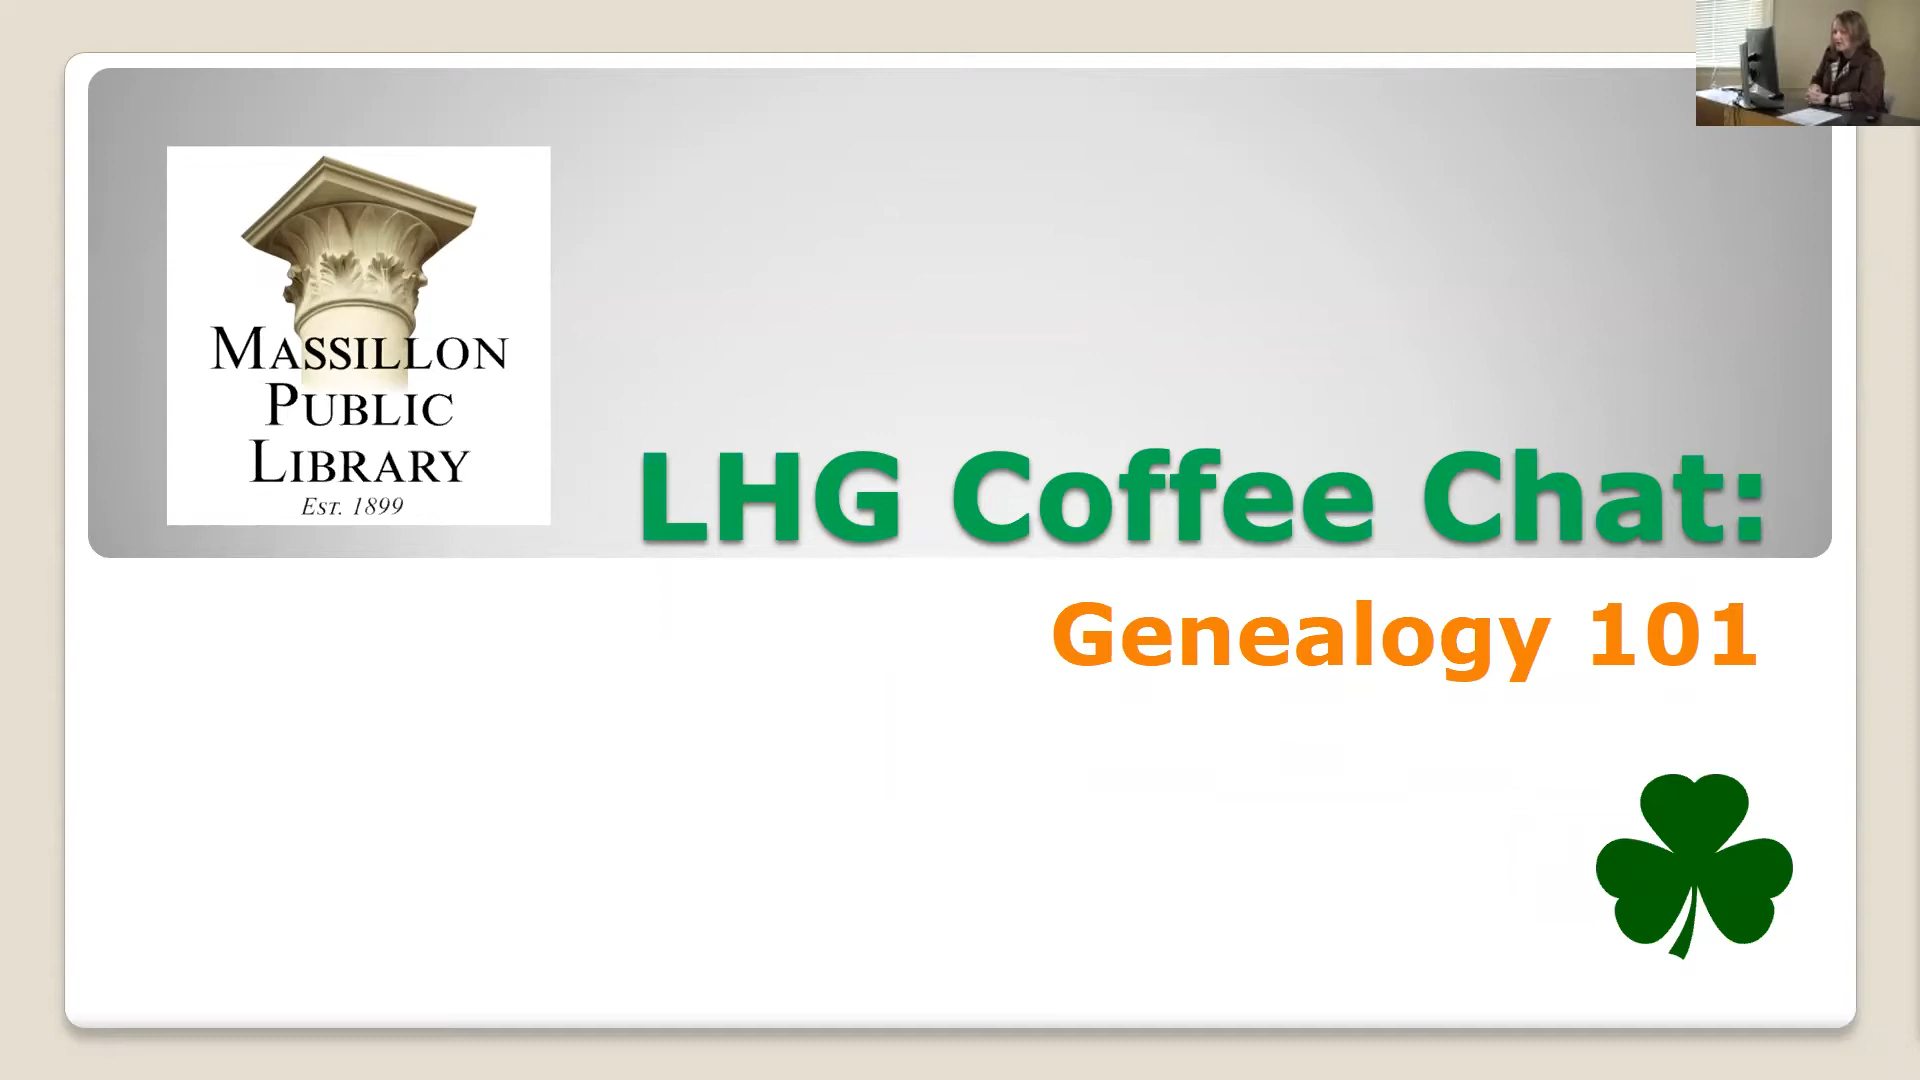 MASSILLON
PUBLIC
LIBRARY
EST. 1899
LHG Coffee Chat:
Genealogy 101